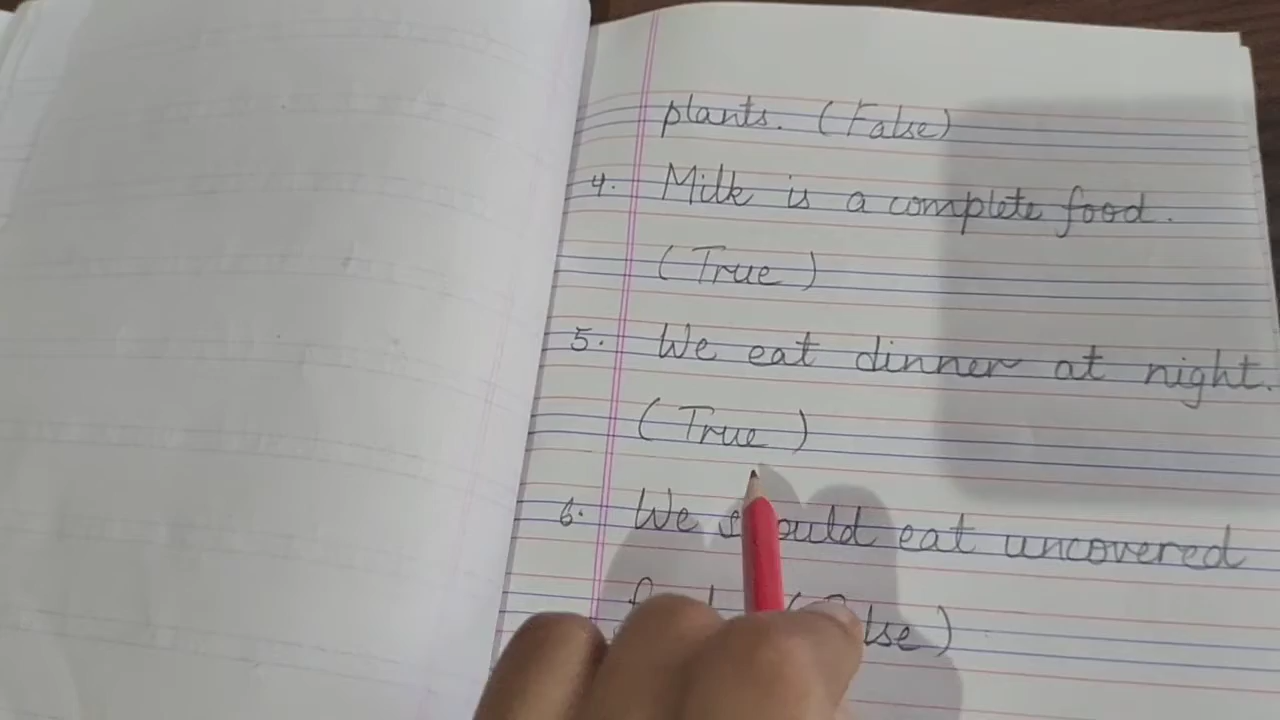 plants. (False)
4. Milk is a complete food.
(True)
5. We eat dinner at night.
(True)
6. We should eat uncovered